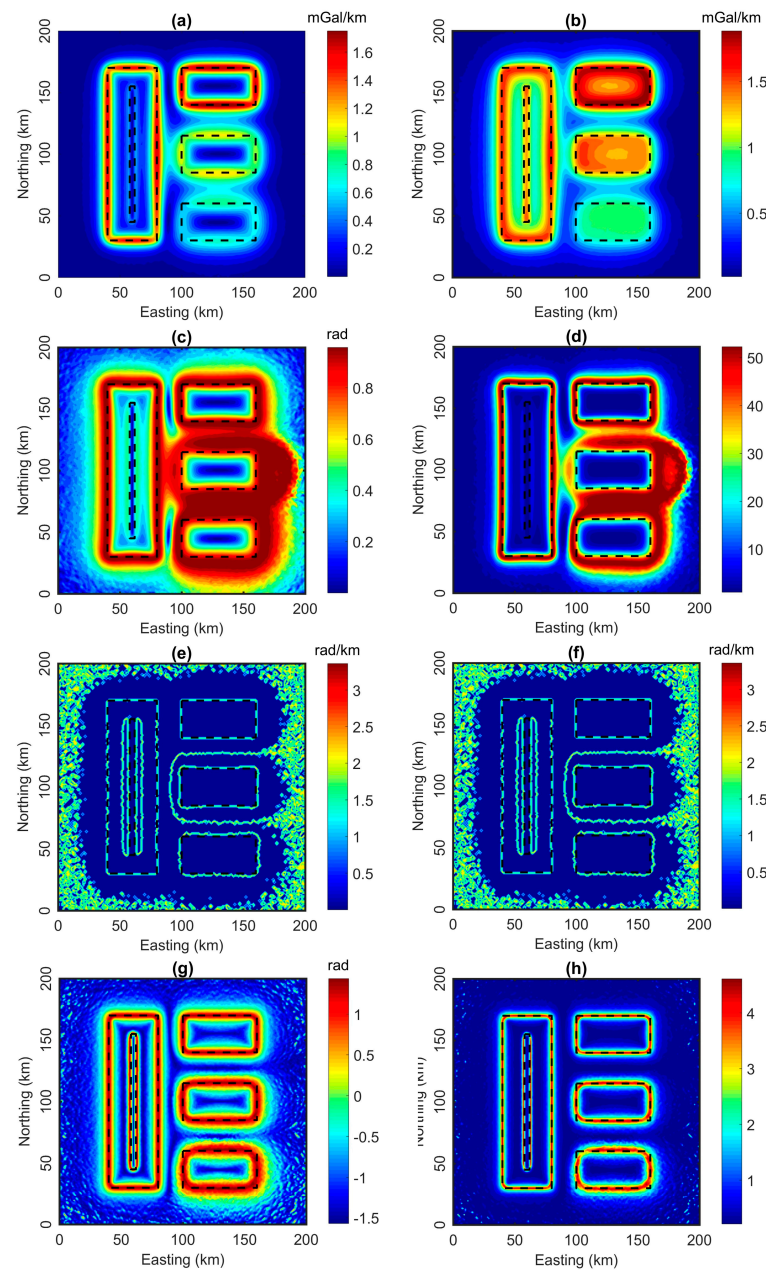 (a) mGal/km (b) mGal/km
200 150 100 50 0
Northing (km)
0 50 100 150 200
Easting (km)
1.6 1.4 1.2 1 0.8 0.6 0.4 0.2
200 150 100 50 0
Northing (km)
0 50 100 150 200
Easting (km)
1.5 1 0.5
(c) rad (d)
200 150 100 50 0
Northing (km)
0 50 100 150 200
Easting (km)
0.8 0.6 0.4 0.2
200 150 100 50 0
Northing (km)
0 50 100 150 200
Easting (km)
50 40 30 20 10
(e) rad/km (f) rad/km
200 150 100 50 0
Northing (km)
0 50 100 150 200
Easting (km)
3 2.5 2 1.5 1 0.5
200 150 100 50 0
Northing (km)
0 50 100 150 200
Easting (km)
3 2.5 2 1.5 1 0.5
(g) rad (h)
200 150 100 50 0
Northing (km)
0 50 100 150 200
Easting (km)
1 0.5 0 -0.5 -1 -1.5
200 150 100 50 0
Northing (km)
0 50 100 150 200
Easting (km)
4 3 2 1